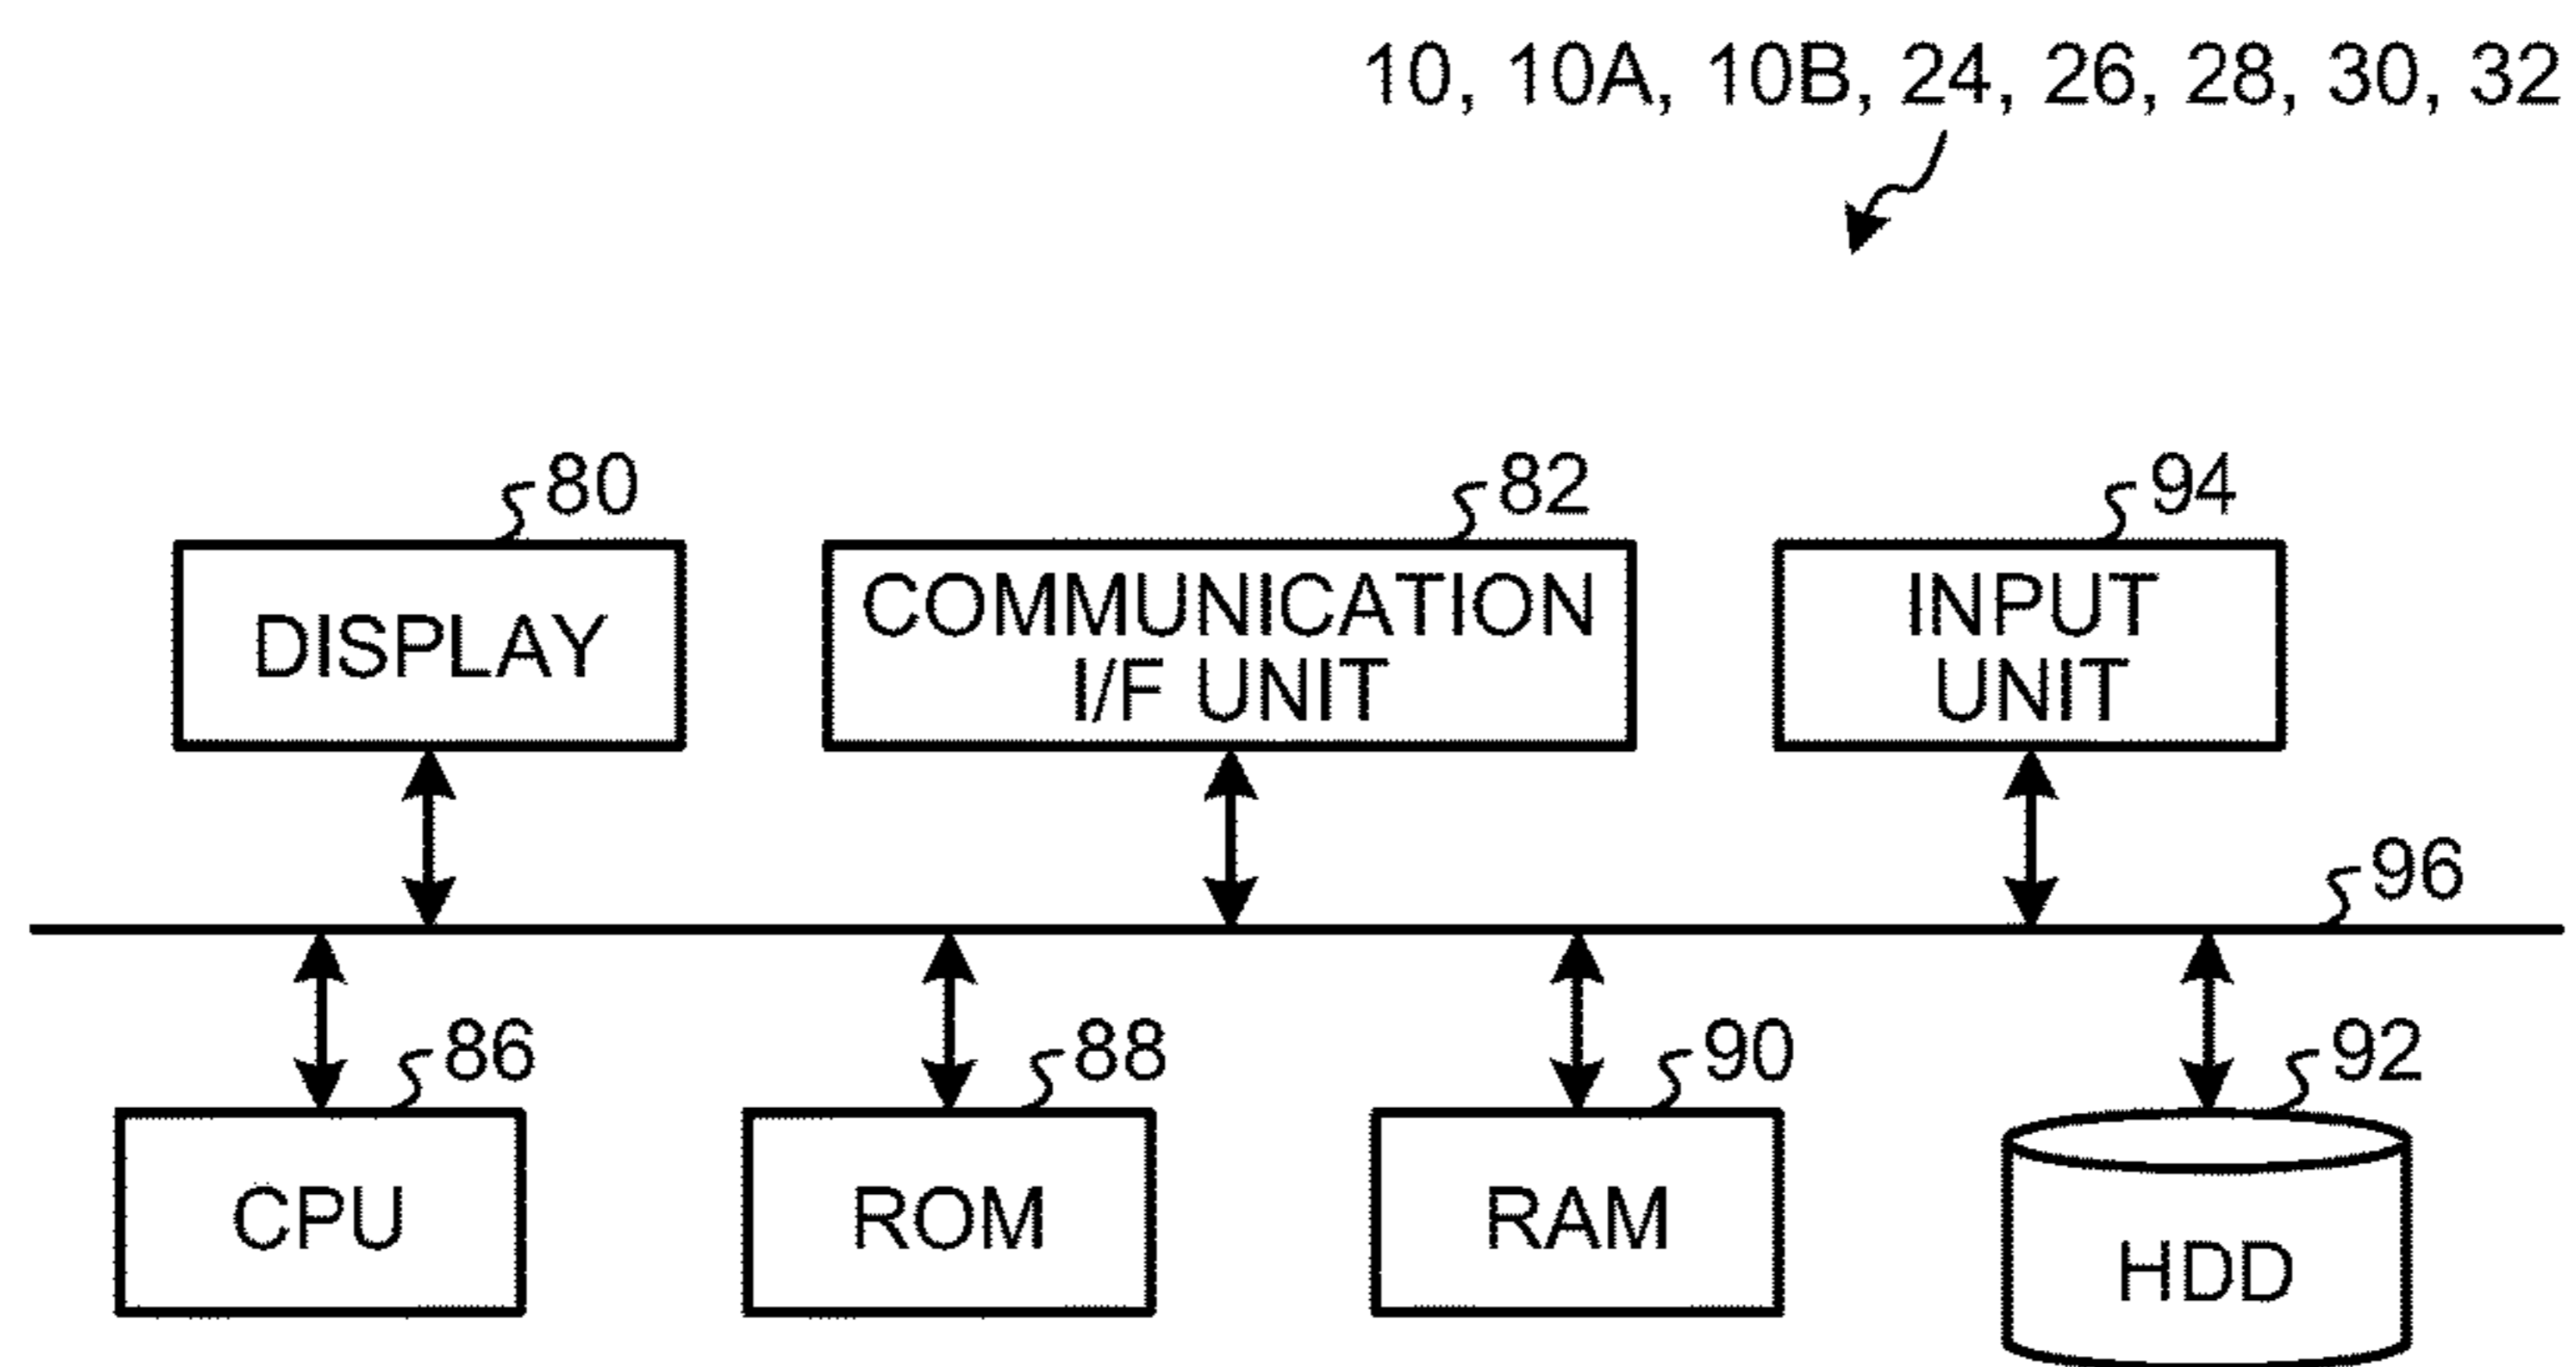 10, 10A, 10B, 24, 26, 28, 30, 32
80
82
94
DISPLAY
COMMUNICATION
I/F UNIT
INPUT
UNIT
96
86
88
90
92
CPU
ROM
RAM
HDD